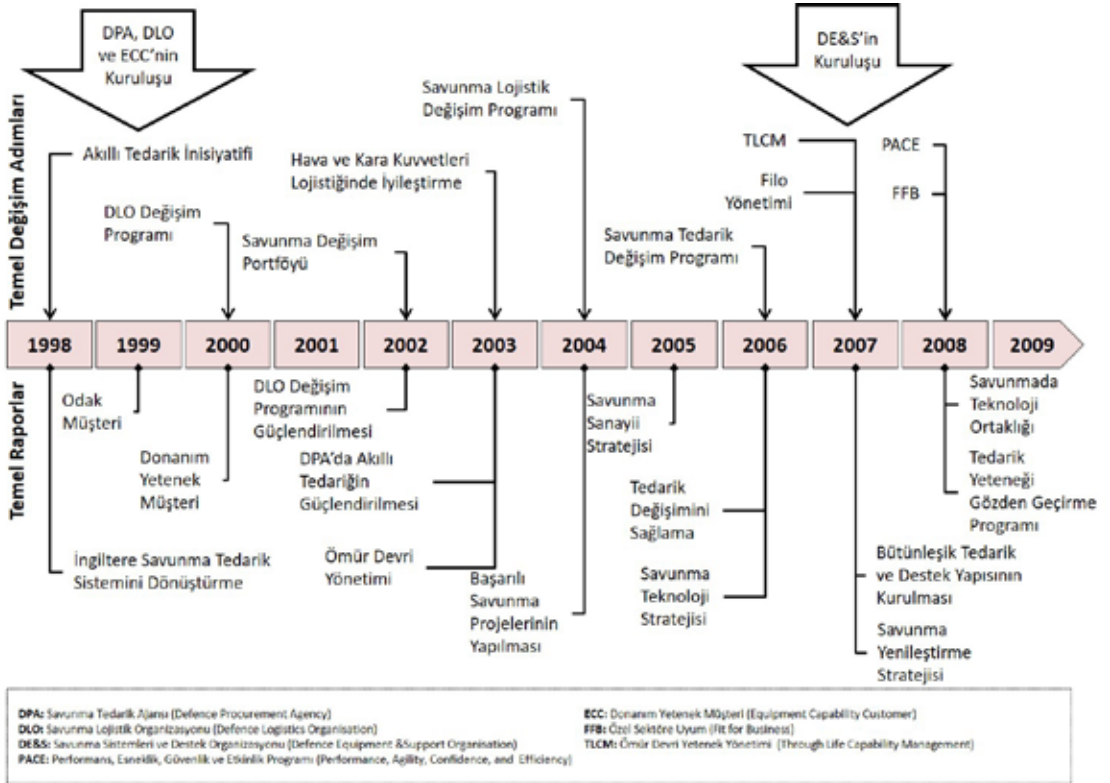 DPA, DLO
ve ECC'nin
Kuruluşu
DE&S'in
Kuruluşu
Temel Değişim Adımları
Akıllı Tedarik İnisiyatifi
DLO Değişim
Programı
Savunma Değişim
Portföyü
Hava ve Kara Kuvvetleri
Lojistiğinde İyileştirme
Savunma Lojistik
Değişim Programı
Savunma Tedarik
Değişim Programı
TLCM
Filo
Yönetimi
PACE
FFB
1998 1999 2000 2001 2002 2003 2004 2005 2006 2007 2008 2009
Temel Raporlar
Odak
Müşteri
Donanım
Yetenek
Müşteri
İngiltere Savunma Tedarik
Sistemini Dönüştürme
DLO Değişim
Programının
Güçlendirilmesi
DPA'da Akıllı
Tedariğin
Güçlendirilmesi
Ömür Devri
Yönetimi
Başarılı
Savunma
Projelerinin
Yapılması
Savunma
Sanayii
Stratejisi
Tedarik
Değişimini
Sağlama
Savunma
Teknoloji
Stratejisi
Bütünleşik Tedarik
ve Destek Yapısının
Kurulması
Savunma
Yenileştirme
Stratejisi
Savunmada
Teknoloji
Ortaklığı
Tedarik
Yeteneği
Gözden Geçirme
Programı
DPA: Savunma Tedarik Ajansı (Defence Procurement Agency)
DLO: Savunma Lojistik Organizasyonu (Defence Logistics Organisation)
DE&S: Savunma Sistemleri ve Destek Organizasyonu (Defence Equipment &Support Organisation)
PACE: Performans, Esneklik, Güvenlik ve Etkinlik Programı (Performance, Agility, Confidence, and Efficiency)
ECC: Donanım Yetenek Müşteri (Equipment Capability Customer)
FFB: Özel Sektöre Uyum (Fit for Business)
TLCM: Ömür Devri Yetenek Yönetimi (Through Life Capability Management)